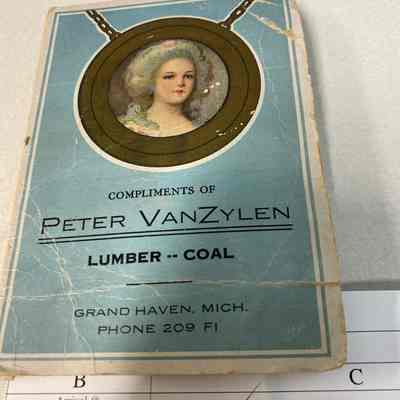 COMPLIMENTS OF
PETER VANZYLEN
LUMBER -- COAL
GRAND HAVEN, MICH.
PHONE 209 F1
B
C